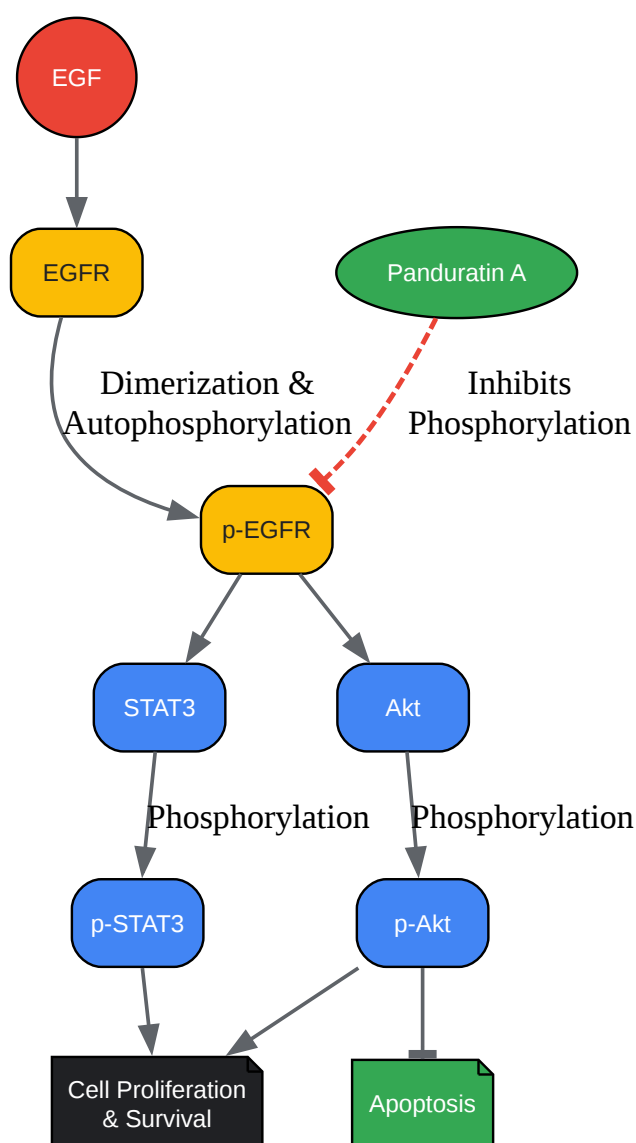 EGF
EGFR
Panduratin A
Dimerization &
Autophosphorylation
Inhibits
Phosphorylation
p-EGFR
STAT3
Akt
Phosphorylation
Phosphorylation
p-STAT3
p-Akt
Cell Proliferation
& Survival
Apoptosis